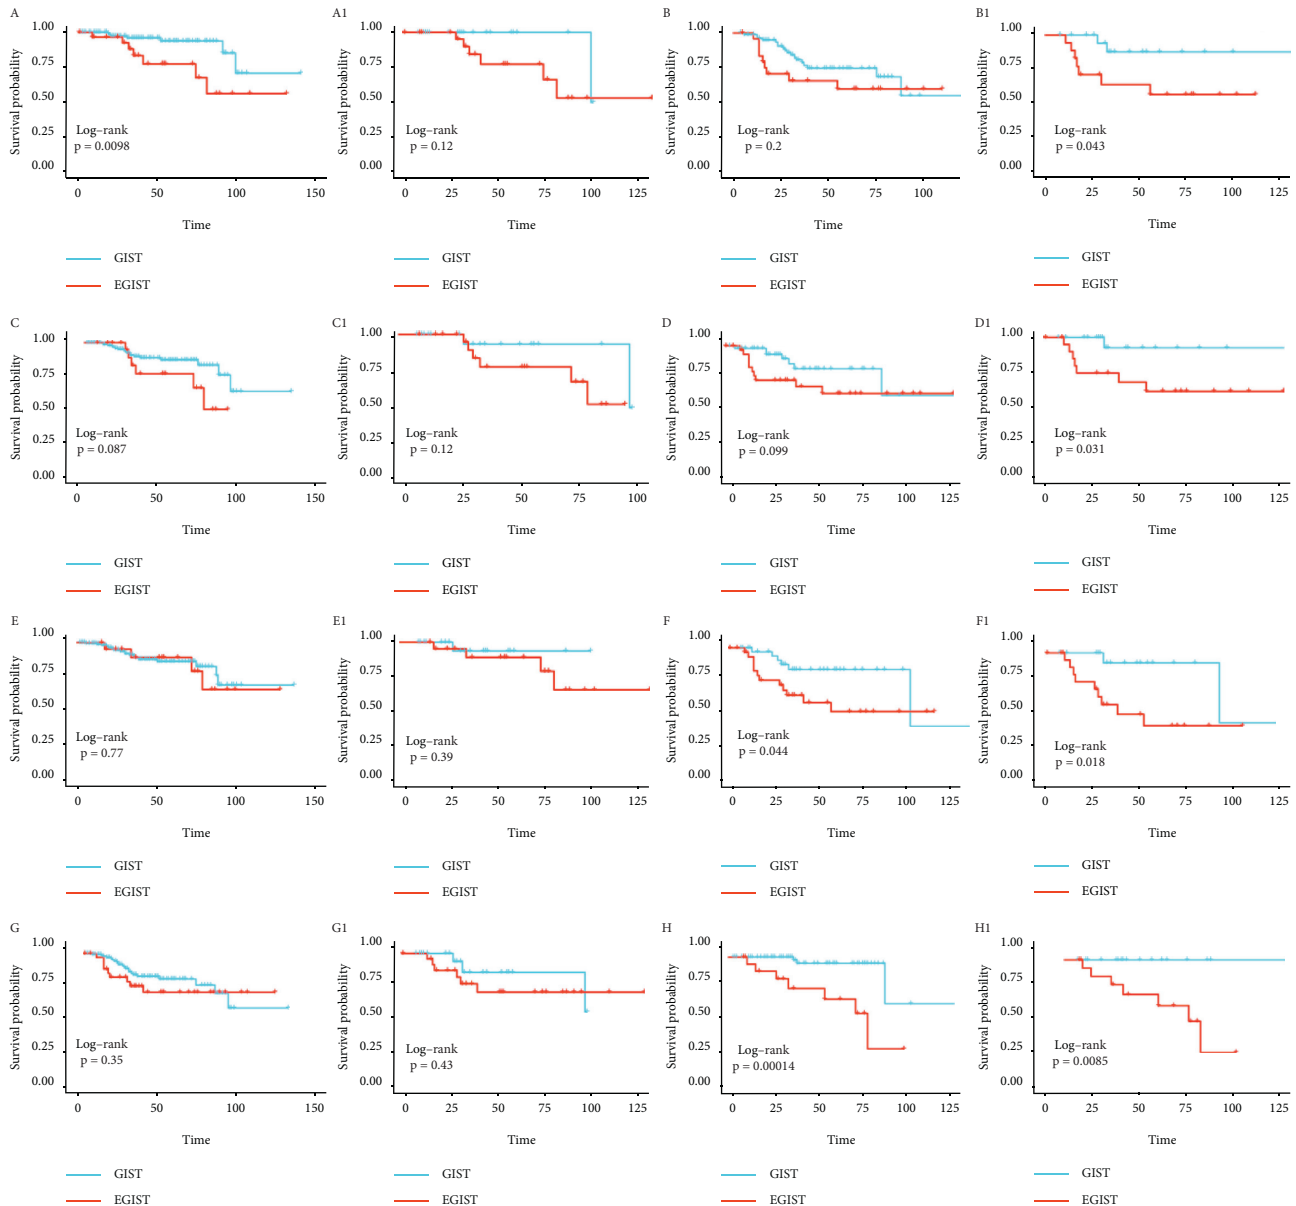 A
Survival probability
1.00
0.75
0.50
0.25
0.00
Log–rank
p = 0.0098
0 50 100 150
Time
GIST
EGIST
A1
Survival probability
1.00
0.75
0.50
0.25
0.00
Log–rank
p = 0.12
0 25 50 75 100 125
Time
GIST
EGIST
B
Survival probability
1.00
0.75
0.50
0.25
0.00
Log–rank
p = 0.2
0 25 50 75 100
Time
GIST
EGIST
B1
Survival probability
1.00
0.75
0.50
0.25
0.00
Log–rank
p = 0.043
0 25 50 75 100 125
Time
GIST
EGIST
C
Survival probability
1.00
0.75
0.50
0.25
0.00
Log–rank
p = 0.087
0 50 100 150
Time
GIST
EGIST
C1
Survival probability
1.00
0.75
0.50
0.25
0.00
Log–rank
p = 0.12
0 25 50 75 100
Time
GIST
EGIST
D
Survival probability
1.00
0.75
0.50
0.25
0.00
Log–rank
p = 0.099
0 25 50 75 100 125
Time
GIST
EGIST
D1
Survival probability
1.00
0.75
0.50
0.25
0.00
Log–rank
p = 0.031
0 25 50 75 100 125
Time
GIST
EGIST
E
Survival probability
1.00
0.75
0.50
0.25
0.00
Log–rank
p = 0.77
0 50 100 150
Time
GIST
EGIST
E1
Survival probability
1.00
0.75
0.50
0.25
0.00
Log–rank
p = 0.39
0 25 50 75 100 125
Time
GIST
EGIST
F
Survival probability
1.00
0.75
0.50
0.25
0.00
Log–rank
p = 0.044
0 25 50 75 100 125
Time
GIST
EGIST
F1
Survival probability
1.00
0.75
0.50
0.25
0.00
Log–rank
p = 0.018
0 25 50 75 100 125
Time
GIST
EGIST
G
Survival probability
1.00
0.75
0.50
0.25
0.00
Log–rank
p = 0.35
0 50 100 150
Time
GIST
EGIST
G1
Survival probability
1.00
0.75
0.50
0.25
0.00
Log–rank
p = 0.43
0 25 50 75 100 125
Time
GIST
EGIST
H
Survival probability
1.00
0.75
0.50
0.25
0.00
Log–rank
p = 0.00014
0 25 50 75 100 125
Time
GIST
EGIST
H1
Survival probability
1.00
0.75
0.50
0.25
0.00
Log–rank
p = 0.0085
0 25 50 75 100 125
Time
GIST
EGIST